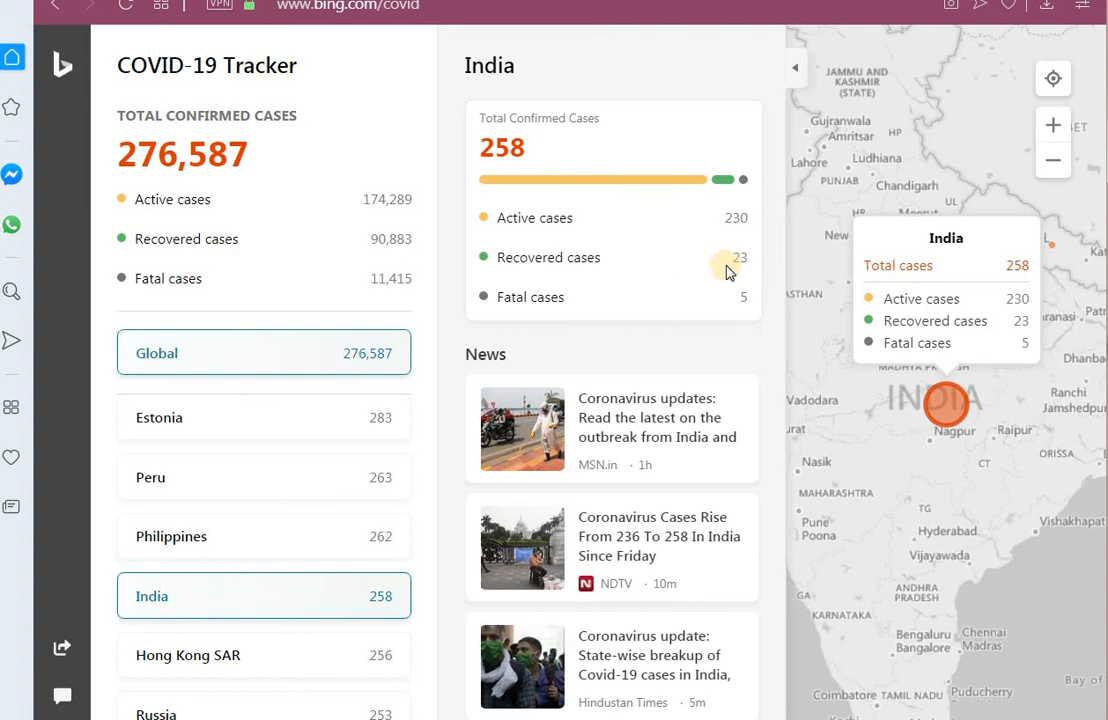 VPN
www.bing.com/covid
COVID-19 Tracker
TOTAL CONFIRMED CASES
276,587
Active cases 174,289
Recovered cases 90,883
Fatal cases 11,415
Global 276,587
Estonia 283
Peru 263
Philippines 262
India 258
Hong Kong SAR 256
Russia 253
India
Total Confirmed Cases
258
Active cases 230
Recovered cases 23
Fatal cases 5
News
Coronavirus updates:
Read the latest on the
outbreak from India and
MSN.in · 1h
Coronavirus Cases Rise
From 236 To 258 In India
Since Friday
N NDTV · 10m
Coronavirus update:
State-wise breakup of
Covid-19 cases in India,
Hindustan Times · 5m
JAMMU AND
KASHMIR
(STATE)
Gujranwala
Amritsar HP
Lahore Ludhiana
PUNJAB Chandigarh
UL
Meerut
New
India
Total cases 258
Active cases 230
Recovered cases 23
Fatal cases 5
MADHYA PRADESH
INDIA
Nagpur Raipur
Ranchi
Jamshedpur
ORISSA
CT
Nasik
MAHARASHTRA
TG
Pune
Poona
Hyderabad
Vishakhapat
Vijayawada
GA
ANDHRA
PRADESH
KARNATAKA
Bengaluru
Bangalore
Chennai
Madras
Puducherry
Coimbatore TAMIL NADU
Bay of